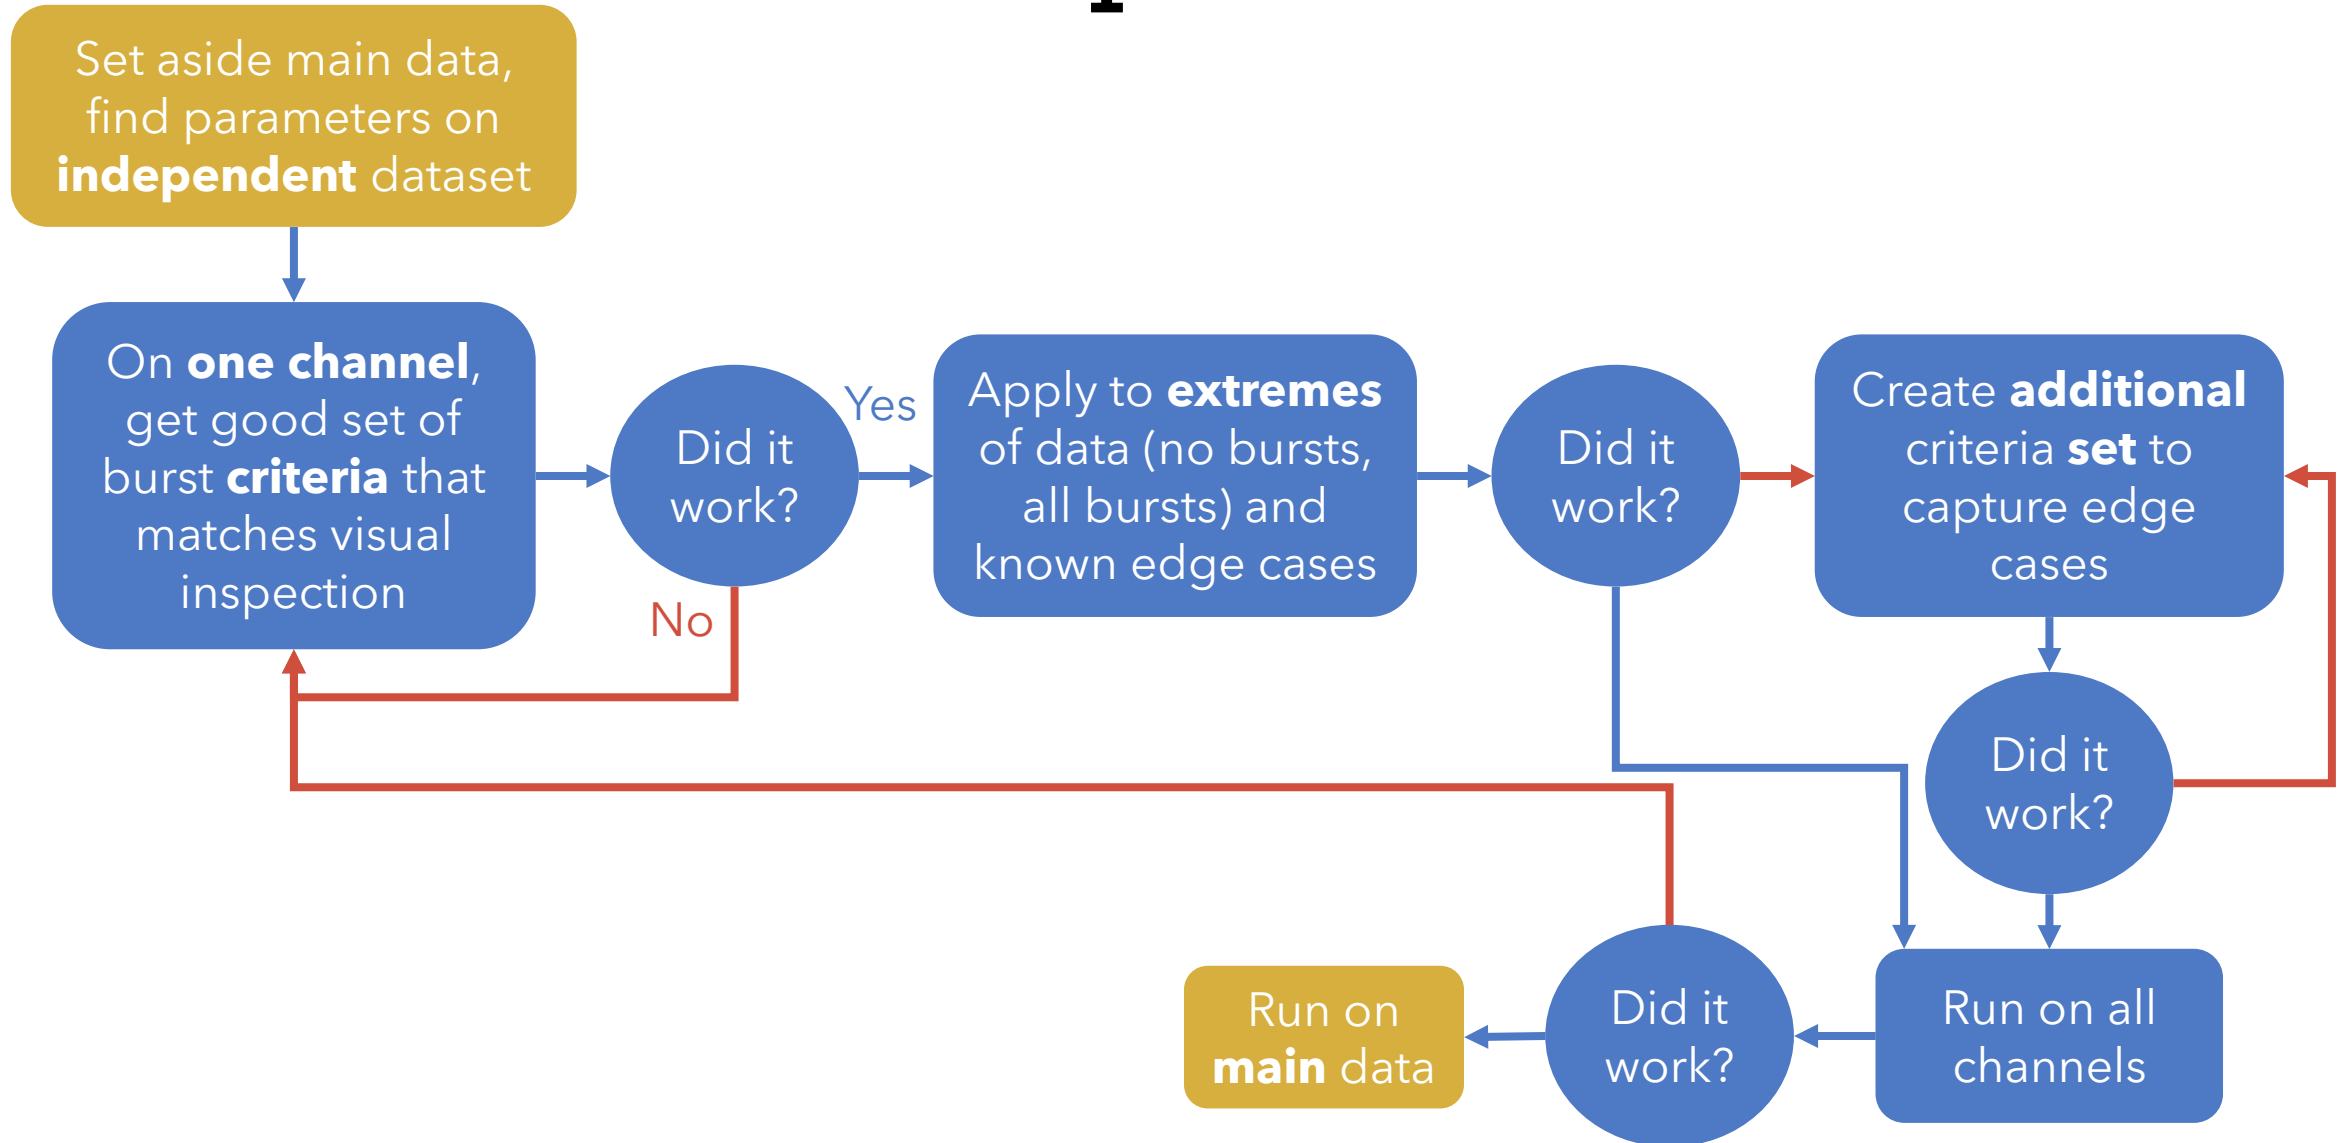 Set aside main data,
find parameters on
independent dataset
On one channel,
get good set of
burst criteria that
matches visual
inspection
Did it
work?
Yes
No
Apply to extremes
of data (no bursts,
all bursts) and
known edge cases
Did it
work?
Create additional
criteria set to
capture edge
cases
Did it
work?
Run on all
channels
Did it
work?
Run on
main data